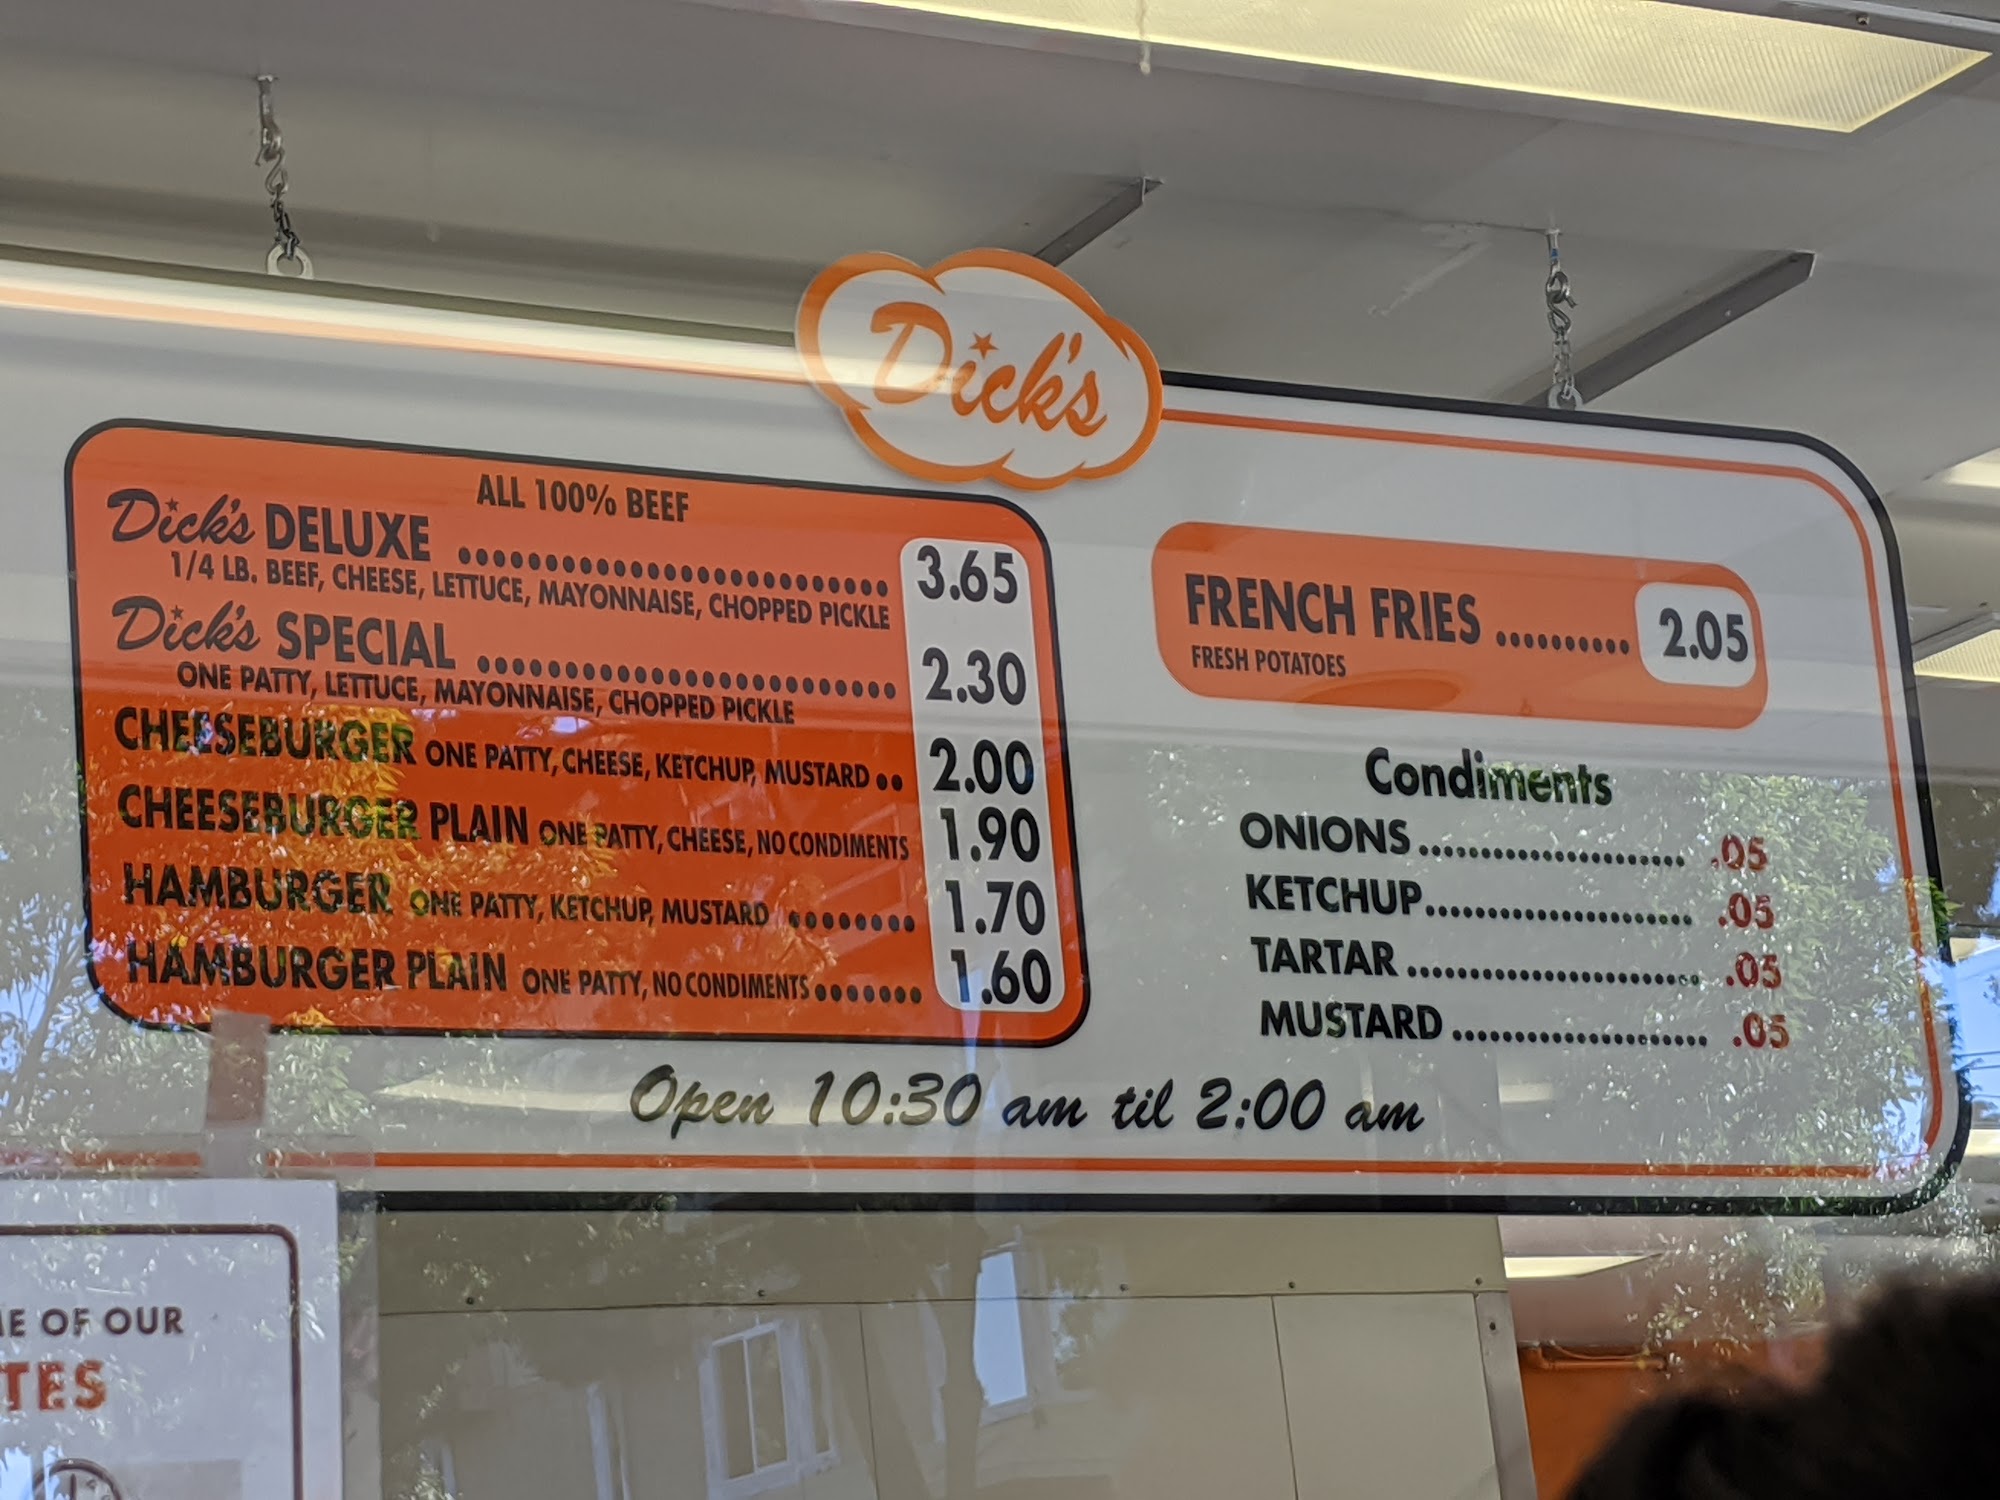 Dick's
ALL 100% BEEF
Dick's DELUXE ........................... 3.65
1/4 LB. BEEF, CHEESE, LETTUCE, MAYONNAISE, CHOPPED PICKLE
Dick's SPECIAL .......................... 2.30
ONE PATTY, LETTUCE, MAYONNAISE, CHOPPED PICKLE
CHEESEBURGER ONE PATTY, CHEESE, KETCHUP, MUSTARD .. 2.00
CHEESEBURGER PLAIN ONE PATTY, CHEESE, NO CONDIMENTS 1.90
HAMBURGER ONE PATTY, KETCHUP, MUSTARD ........ 1.70
HAMBURGER PLAIN ONE PATTY, NO CONDIMENTS ....... 1.60
FRENCH FRIES .......... 2.05
FRESH POTATOES
Condiments
ONIONS ...................... .05
KETCHUP ...................... .05
TARTAR ...................... .05
MUSTARD .................... .05
Open 10:30 am til 2:00 am
OF OUR